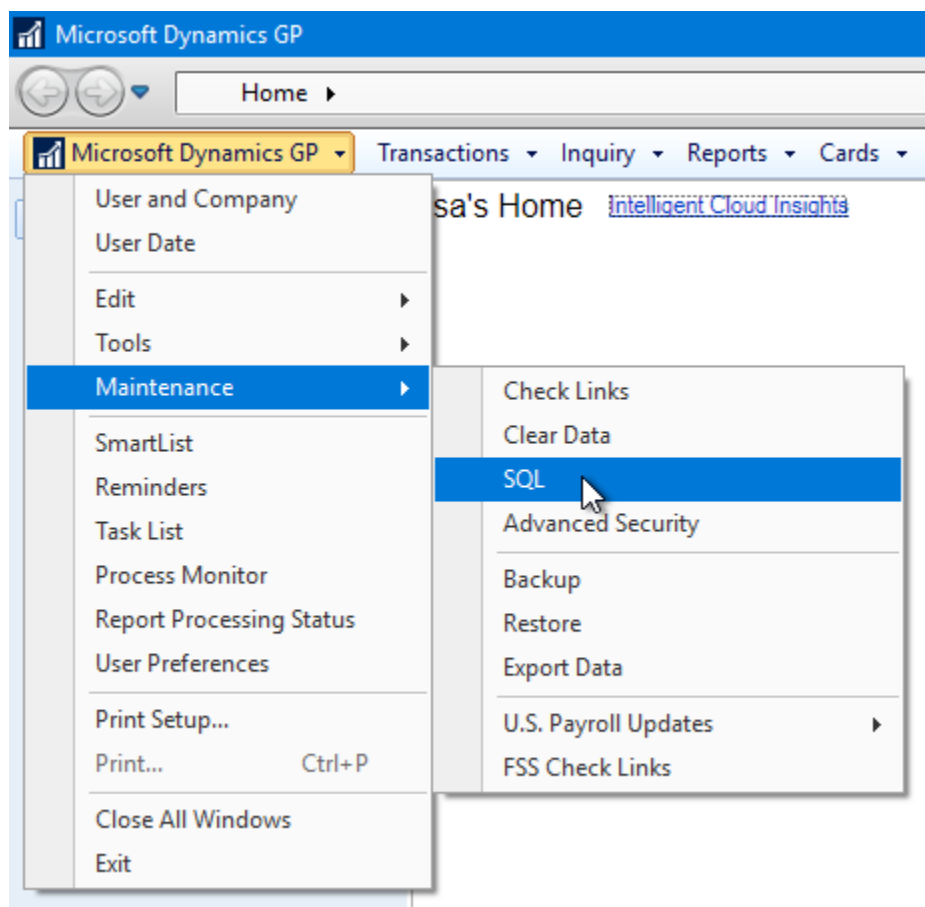 Microsoft Dynamics GP
Home
Microsoft Dynamics GP Transactions Inquiry Reports Cards
sa's Home Intelligent Cloud Insights
User and Company
User Date
Edit
Tools
Maintenance
SmartList
Reminders
Task List
Process Monitor
Report Processing Status
User Preferences
Print Setup...
Print... Ctrl+P
Close All Windows
Exit
Check Links
Clear Data
SQL
Advanced Security
Backup
Restore
Export Data
U.S. Payroll Updates
FSS Check Links